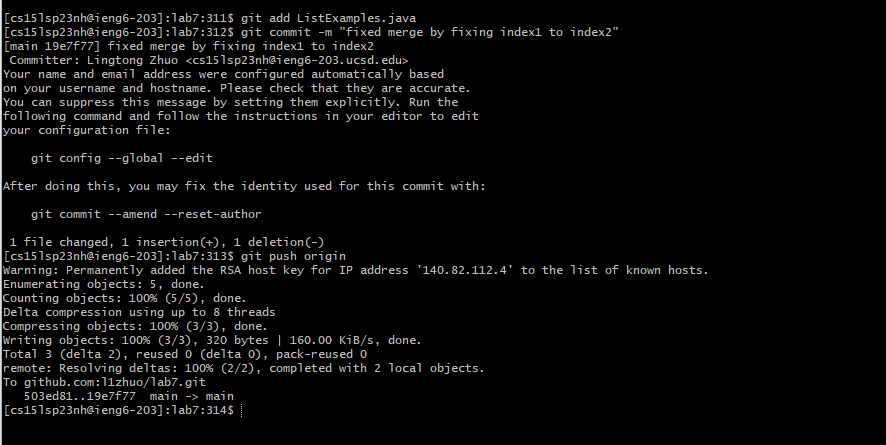 [cs15lsp23nh@ieng6-203]:lab7:311$ git add ListExamples.java
[cs15lsp23nh@ieng6-203]:lab7:312$ git commit -m "fixed merge by fixing index1 to index2"
[main 19e7f77] fixed merge by fixing index1 to index2
 Committer: Lingtong Zhuo <cs15lsp23nh@ieng6-203.ucsd.edu>
Your name and email address were configured automatically based
on your username and hostname. Please check that they are accurate.
You can suppress this message by setting them explicitly. Run the
following command and follow the instructions in your editor to edit
your configuration file:

    git config --global --edit

After doing this, you may fix the identity used for this commit with:

    git commit --amend --reset-author

 1 file changed, 1 insertion(+), 1 deletion(-)
[cs15lsp23nh@ieng6-203]:lab7:313$ git push origin
Warning: Permanently added the RSA host key for IP address '140.82.112.4' to the list of known hosts.
Enumerating objects: 5, done.
Counting objects: 100% (5/5), done.
Delta compression using up to 8 threads
Compressing objects: 100% (3/3), done.
Writing objects: 100% (3/3), 320 bytes | 160.00 KiB/s, done.
Total 3 (delta 2), reused 0 (delta 0), pack-reused 0
remote: Resolving deltas: 100% (2/2), completed with 2 local objects.
To github.com:l1zhuo/lab7.git
   503ed81..19e7f77  main -> main
[cs15lsp23nh@ieng6-203]:lab7:314$